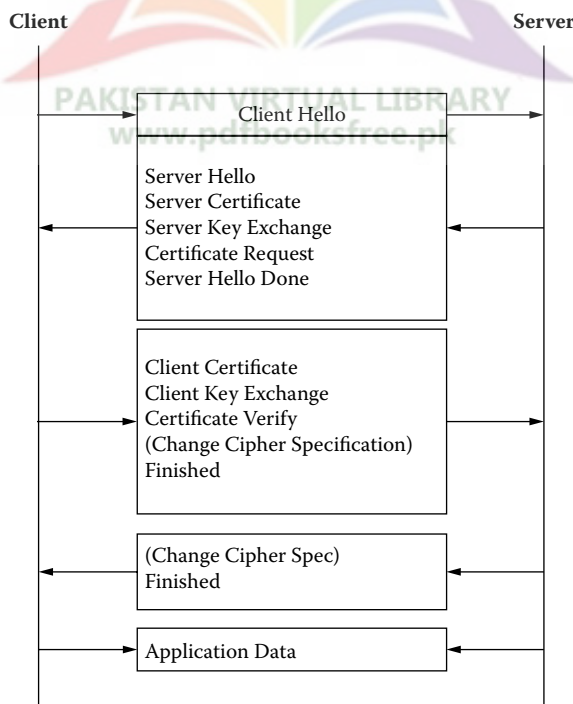 Client
Server
PAKISTAN VIRTUAL LIBRARY
www.pdfbooksfree.pk
Client Hello
Server Hello
Server Certificate
Server Key Exchange
Certificate Request
Server Hello Done
Client Certificate
Client Key Exchange
Certificate Verify
(Change Cipher Specification)
Finished
(Change Cipher Spec)
Finished
Application Data